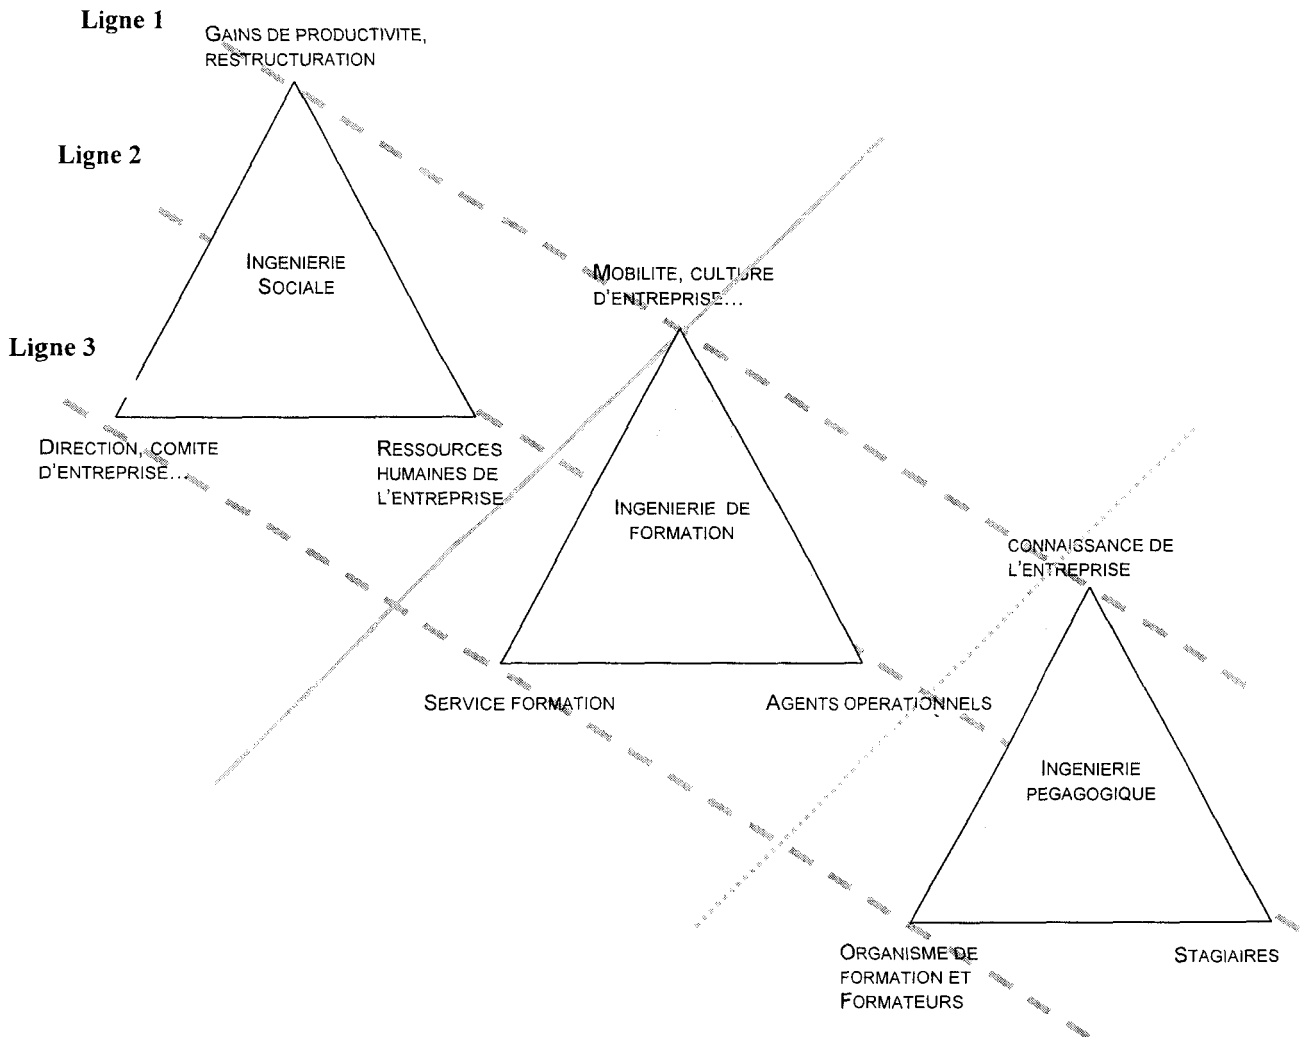 Ligne 1
GAINS DE PRODUCTIVITE,
RESTRUCTURATION
Ligne 2
INGENIERIE
SOCIALE
MOBILITE, CULTURE
D'ENTREPRISE...
Ligne 3
DIRECTION, COMITE
D'ENTREPRISE...
RESSOURCES
HUMAINES DE
L'ENTREPRISE
INGENIERIE DE
FORMATION
CONNAISSANCE DE
L'ENTREPRISE
SERVICE FORMATION
AGENTS OPERATIONNELS
INGENIERIE
PEGAGOGIQUE
ORGANISME DE
FORMATION ET
FORMATEURS
STAGIAIRES